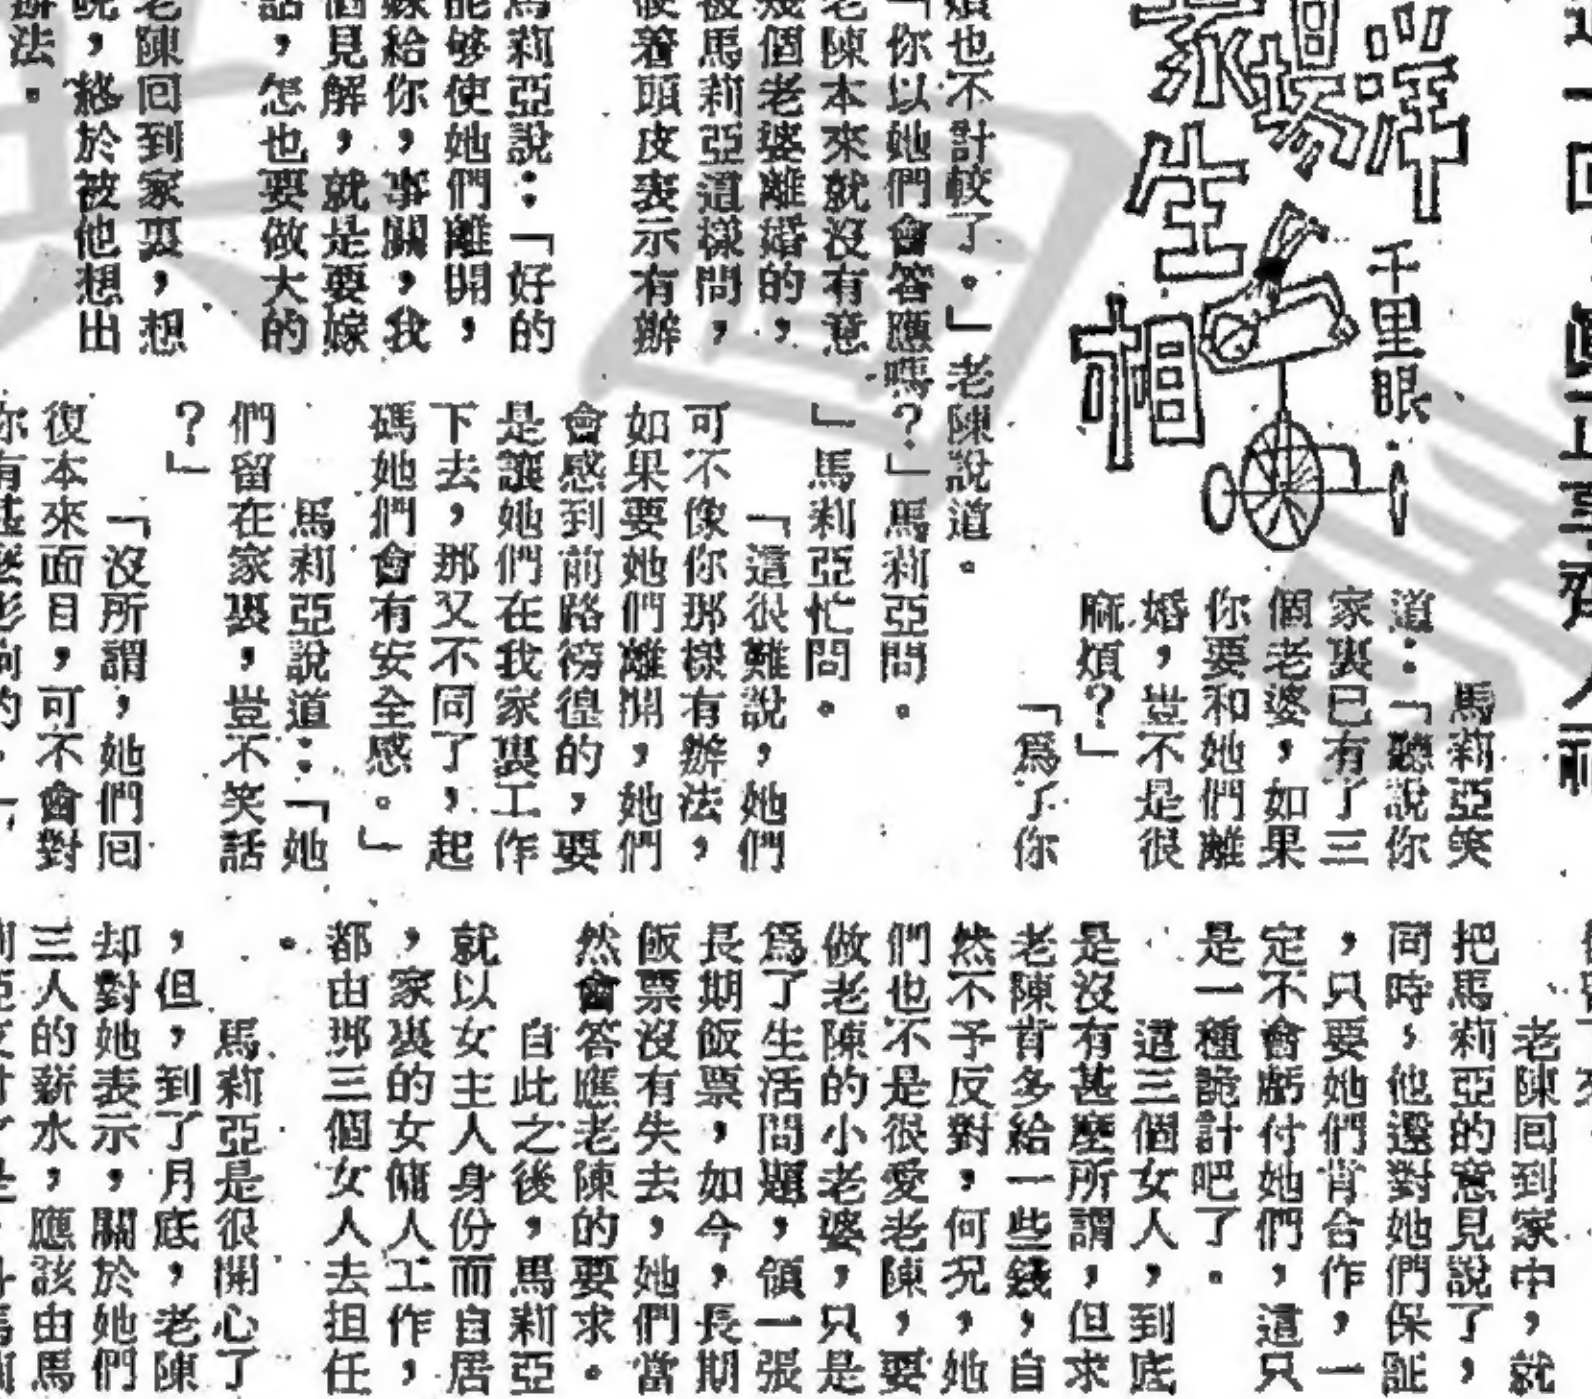 洋場衆生相
千里眼
馬莉亞笑
道:「聽說你
家裏已有了三
個老婆,如果
你要和她們離
婚,豈不是很
麻煩?」
「爲了你
煩也不計較了。」老陳說道。
「你以她們會答應嗎?」馬莉亞問。
老陳本來就沒有意
幾個老婆離婚的,
被馬莉亞這樣問,
硬着頭皮表示有辦
馬莉亞說:「好的
能够使她們離開,
嫁給你,事關,我
個見解,就是要嫁
話,怎也要做大的
老陳回到家裏,想
晚,終於被他想出
辦法。
」馬莉亞忙問。
「這很難說,她們
可不像你那樣有辦法,
如果要她們離開,她們
會感到前路徬徨的,要
是讓她們在我家裏工作
下去,那又不同了,起
碼她們會有安全感。」
馬莉亞說道:「她
們留在家裏,豈不笑話
?」
「沒所謂,她們囘
復本來面目,可不會對
老陳囘到家中,就
把馬莉亞的意見說了,
同時,他還對她們保証
,只要她們肯合作,一
定不會虧付她們,這只
是一種詭計吧了。
這三個女人,到底
是沒有甚麼所謂,但求
老陳肯多給一些錢,自
然不予反對,何況,她
們也不是很愛老陳,要
做老陳的小老婆,只是
爲了生活問題,領一張
長期飯票,如今,長期
飯票沒有失去,她們當
然會答應老陳的要求。
自此之後,馬莉亞
就以女主人身份而自居
,家裏的女傭人工作,
都由那三個女人去担任
。
馬莉亞是很開心了
,但,到了月底,老陳
却對她表示,關於她們
三人的薪水,應該由馬